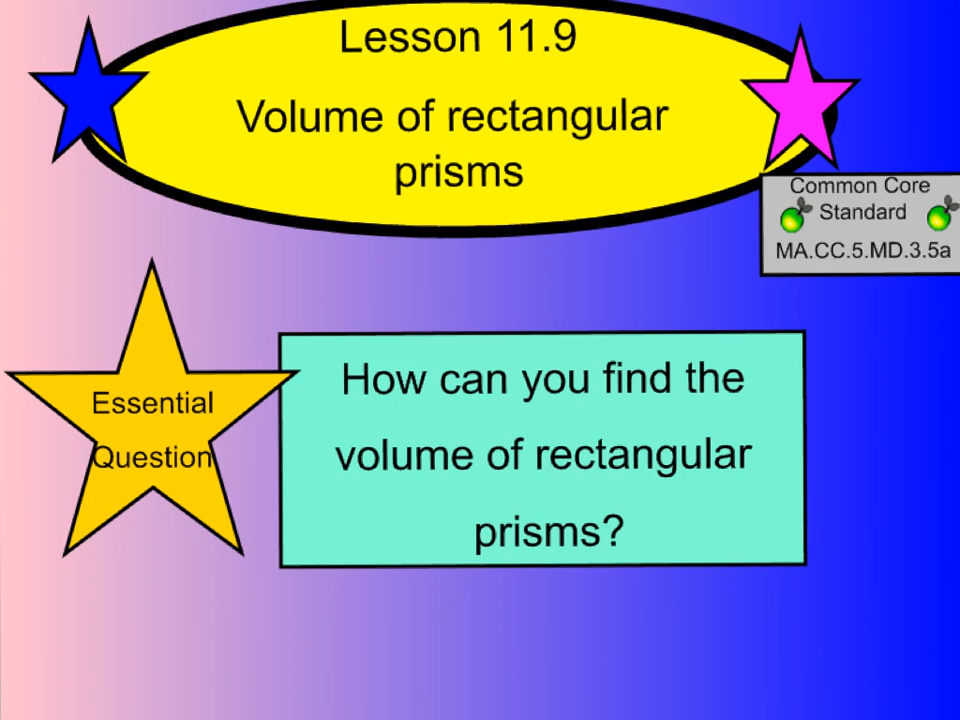 Lesson 11.9
Volume of rectangular
prisms
Common Core
Standard
MA.CC.5.MD.3.5a
Essential
Question
How can you find the
volume of rectangular
prisms?